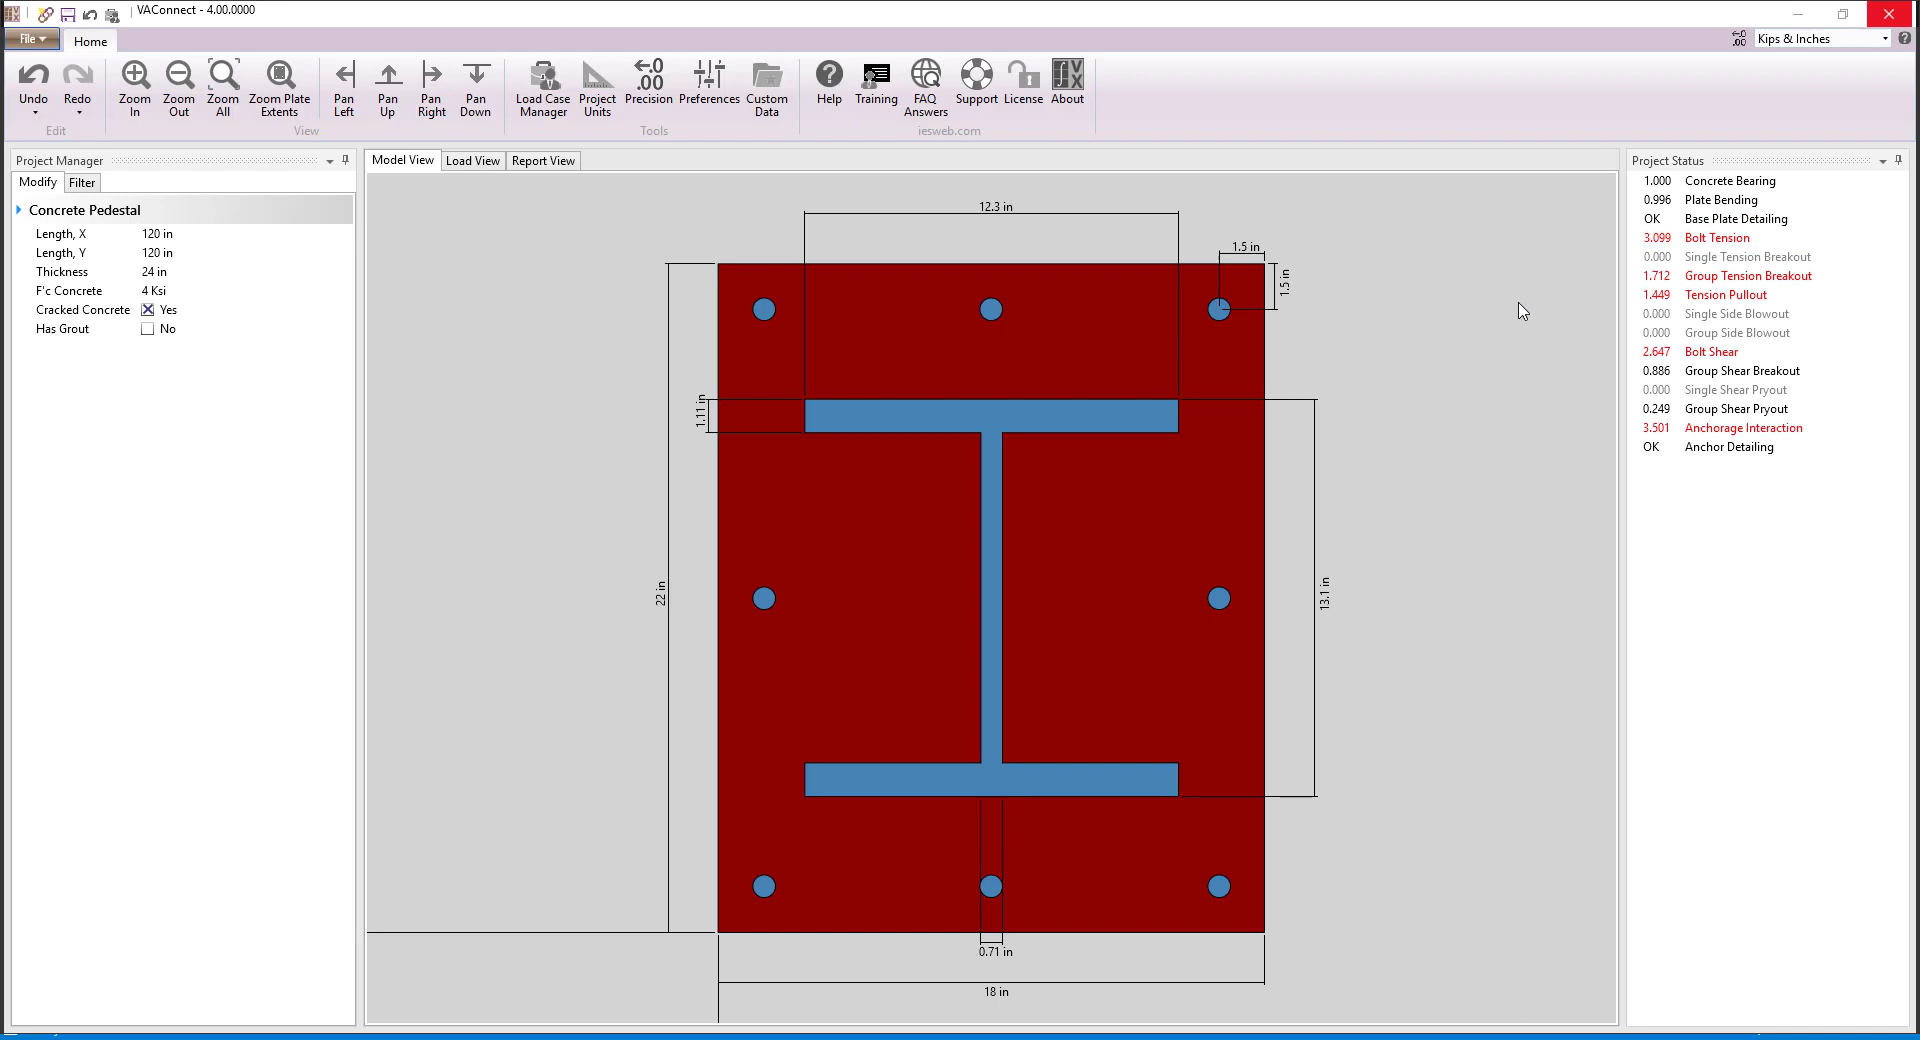 VAConnect - 4.00.0000
File
Home
Kips & Inches
Undo
Redo
Zoom In
Zoom Out
Zoom All
Zoom Plate Extents
Pan Left
Pan Up
Pan Right
Pan Down
Load Case Manager
Project Units
←.0 .00
Precision
Preferences
Custom Data
Help
Training
FAQ Answers
Support
License
About
Edit
View
Tools
iesweb.com
Project Manager
Modify
Filter
Concrete Pedestal
Length, X 120 in
Length, Y 120 in
Thickness 24 in
F'c Concrete 4 Ksi
Cracked Concrete Yes
Has Grout No
Model View
Load View
Report View
12.3 in
1.5 in
1.5 in
1.11 in
22 in
13.1 in
0.71 in
18 in
Project Status
1.000 Concrete Bearing
0.996 Plate Bending
OK Base Plate Detailing
3.099 Bolt Tension
0.000 Single Tension Breakout
1.712 Group Tension Breakout
1.449 Tension Pullout
0.000 Single Side Blowout
0.000 Group Side Blowout
2.647 Bolt Shear
0.886 Group Shear Breakout
0.000 Single Shear Pryout
0.249 Group Shear Pryout
3.501 Anchorage Interaction
OK Anchor Detailing